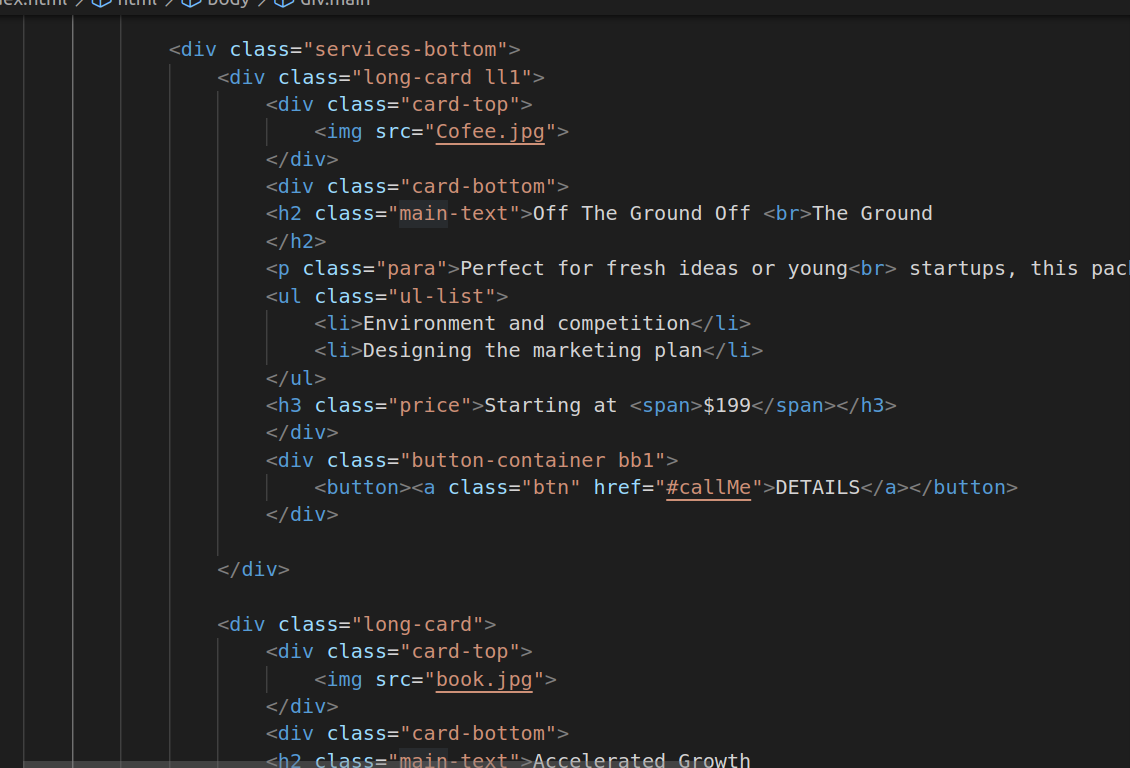 ex.html > html > body > div.main
<div class="services-bottom">
<div class="long-card ll1">
<div class="card-top">
<img src="Cofee.jpg">
</div>
<div class="card-bottom">
<h2 class="main-text">Off The Ground Off <br>The Ground
</h2>
<p class="para">Perfect for fresh ideas or young<br> startups, this pac
<ul class="ul-list">
<li>Environment and competition</li>
<li>Designing the marketing plan</li>
</ul>
<h3 class="price">Starting at <span>$199</span></h3>
</div>
<div class="button-container bb1">
<button><a class="btn" href="#callMe">DETAILS</a></button>
</div>
</div>
<div class="long-card">
<div class="card-top">
<img src="book.jpg">
</div>
<div class="card-bottom">
<h2 class="main-text">Accelerated Growth